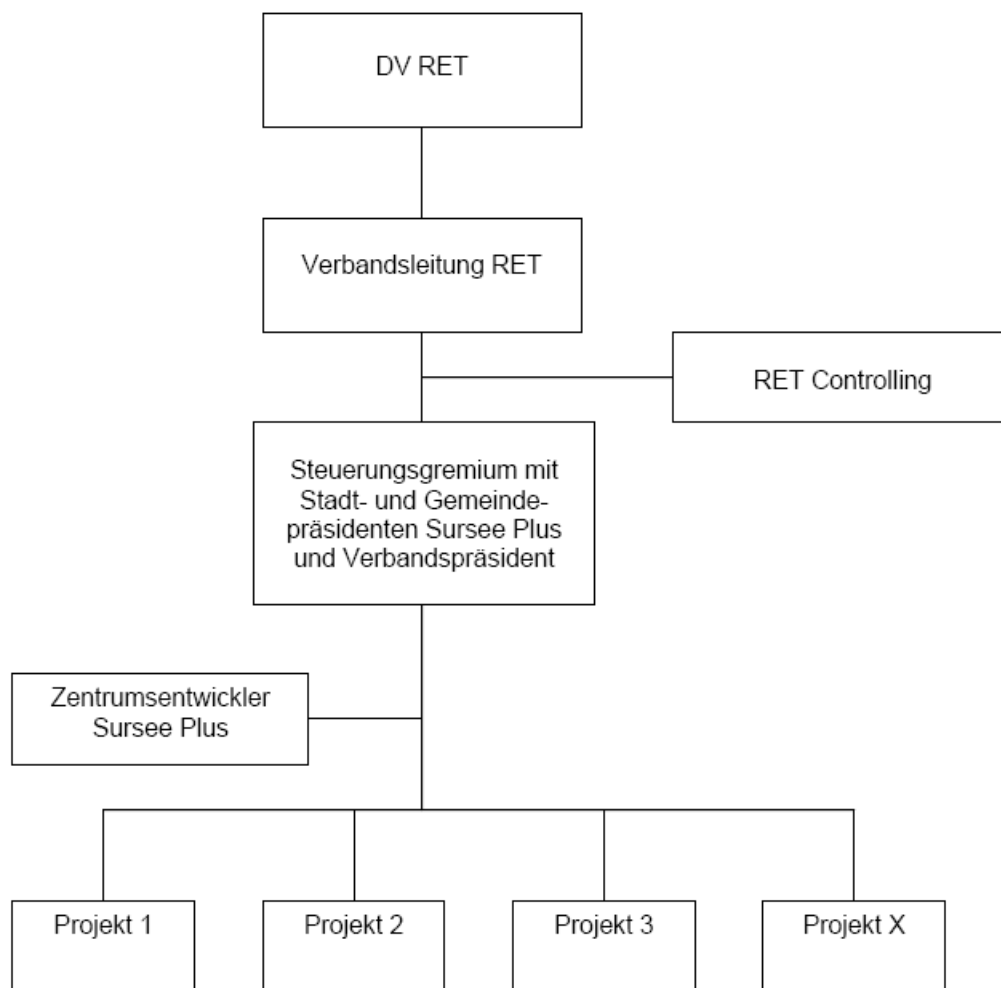 DV RET
Verbandsleitung RET
RET Controlling
Steuerungsgremium mit
Stadt- und Gemeinde-
präsidenten Sursee Plus
und Verbandspräsident
Zentrumsentwickler
Sursee Plus
Projekt 1
Projekt 2
Projekt 3
Projekt X